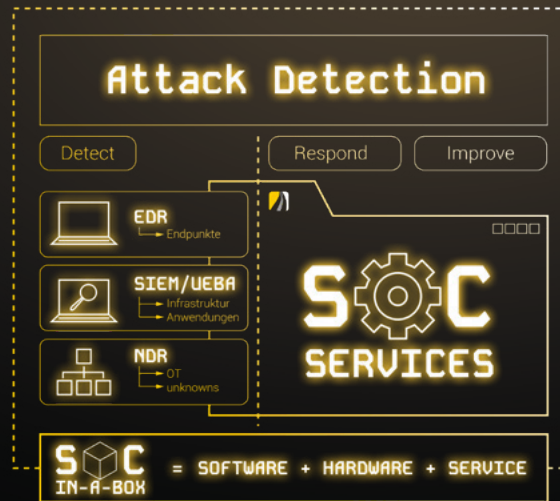 Attack Detection
Detect
Respond
Improve
EDR
Endpunkte
SIEM/UEBA
Infrastruktur
Anwendungen
NDR
OT
unknowns
SOC
SERVICES
SOC
IN-A-BOX
= SOFTWARE + HARDWARE + SERVICE